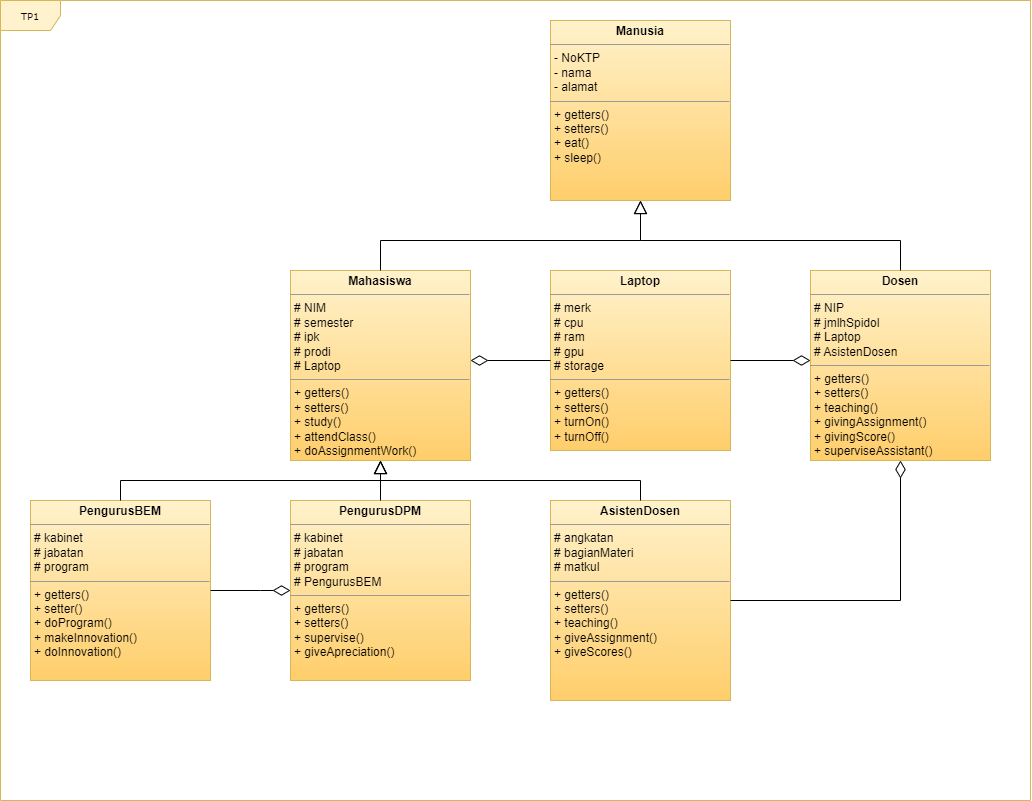 TP1
Manusia
- NoKTP
- nama
- alamat
+ getters()
+ setters()
+ eat()
+ sleep()
Mahasiswa
# NIM
# semester
# ipk
# prodi
# Laptop
+ getters()
+ setters()
+ study()
+ attendClass()
+ doAssignmentWork()
Laptop
# merk
# cpu
# ram
# gpu
# storage
+ getters()
+ setters()
+ turnOn()
+ turnOff()
Dosen
# NIP
# jmlhSpidol
# Laptop
# AsistenDosen
+ getters()
+ setters()
+ teaching()
+ givingAssignment()
+ givingScore()
+ superviseAssistant()
PengurusBEM
# kabinet
# jabatan
# program
+ getters()
+ setter()
+ doProgram()
+ makeInnovation()
+ doInnovation()
PengurusDPM
# kabinet
# jabatan
# program
# PengurusBEM
+ getters()
+ setters()
+ supervise()
+ giveApreciation()
AsistenDosen
# angkatan
# bagianMateri
# matkul
+ getters()
+ setters()
+ teaching()
+ giveAssignment()
+ giveScores()